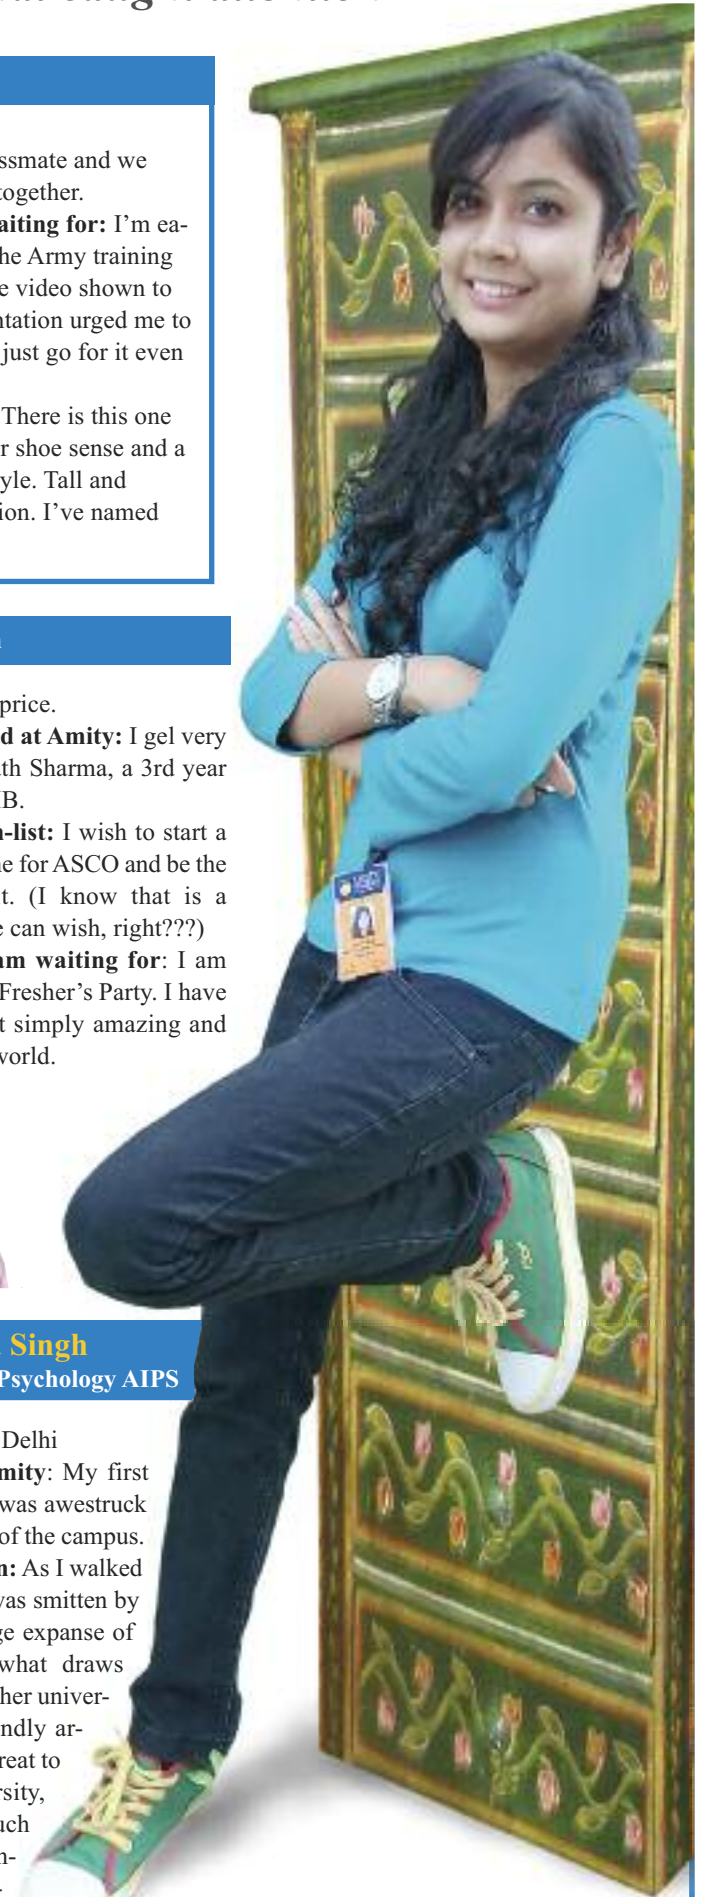 ssmate and we
together.
aiting for: I'm ea-
he Army training
e video shown to
ntation urged me to
just go for it even
There is this one
r shoe sense and a
yle. Tall and
ion. I've named
price.
d at Amity: I gel very
th Sharma, a 3rd year
IB.
-list: I wish to start a
ne for ASCO and be the
t. (I know that is a
e can wish, right???)
am waiting for: I am
Fresher's Party. I have
t simply amazing and
world.
Singh
Psychology AIPS
Delhi
mity: My first
was awestruck
of the campus.
n: As I walked
was smitten by
ge expanse of
what draws
her univer-
ndly ar-
reat to
rsity,
uch
n-